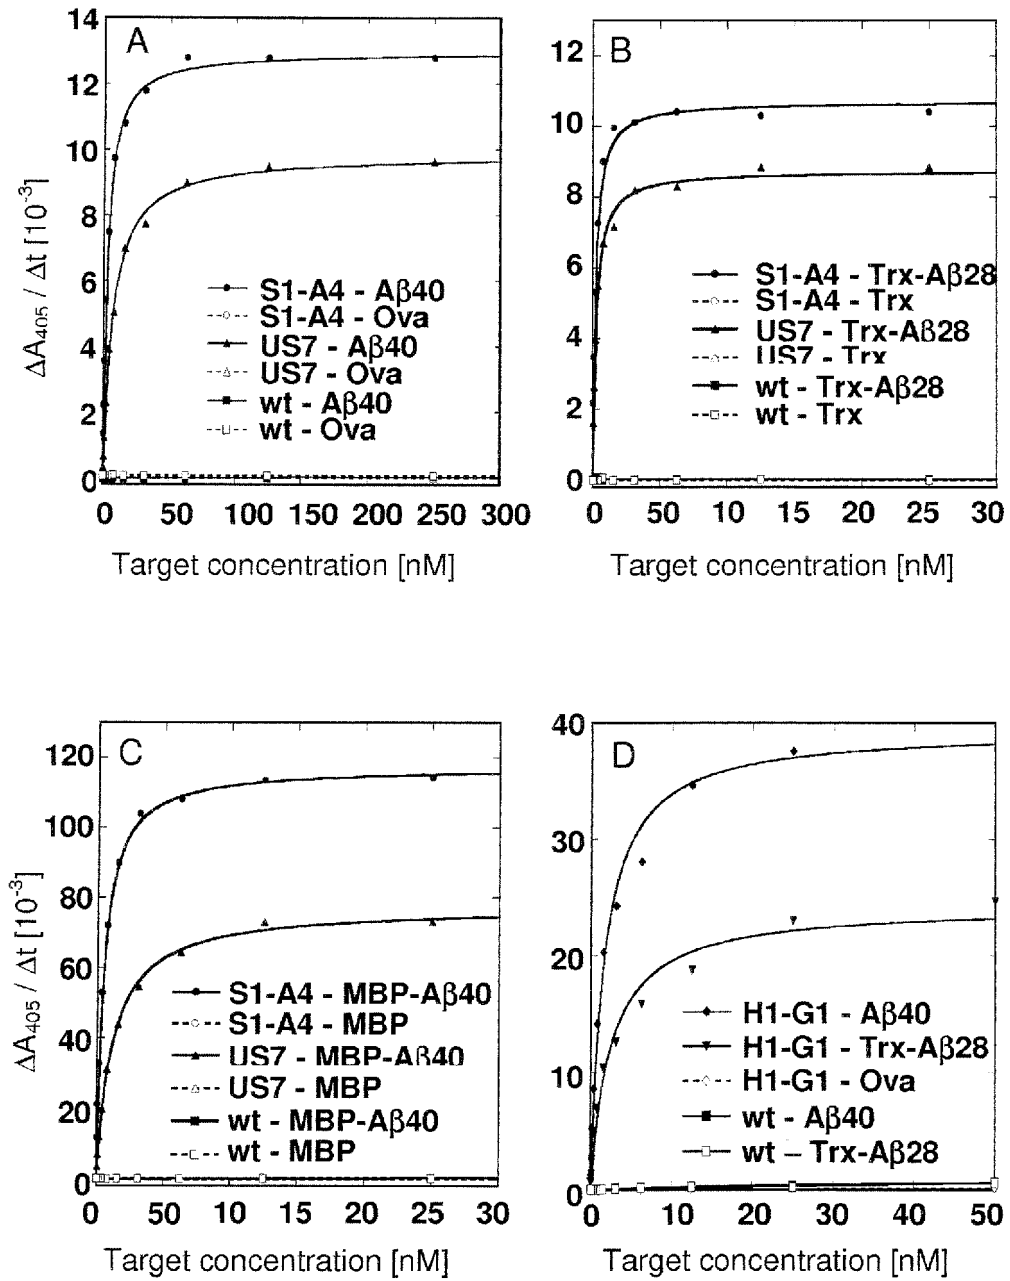 A
14
12
10
8
6
4
2
0
ΔA405 / Δt [10-3]
S1-A4 - Aβ40
S1-A4 - Ova
US7 - Aβ40
US7 - Ova
wt - Aβ40
wt - Ova
0 50 100 150 200 250 300
Target concentration [nM]
B
12
10
8
6
4
2
0
S1-A4 - Trx-Aβ28
S1-A4 - Trx
US7 - Trx-Aβ28
US7 - Trx
wt - Trx-Aβ28
wt - Trx
0 50 10 15 20 25 30
Target concentration [nM]
C
120
100
80
60
40
20
0
ΔA405 / Δt [10-3]
S1-A4 - MBP-Aβ40
S1-A4 - MBP
US7 - MBP-Aβ40
US7 - MBP
wt - MBP-Aβ40
wt - MBP
0 50 10 15 20 25 30
Target concentration [nM]
D
40
30
20
10
0
H1-G1 - Aβ40
H1-G1 - Trx-Aβ28
H1-G1 - Ova
wt - Aβ40
wt - Trx-Aβ28
0 10 20 30 40 50
Target concentration [nM]